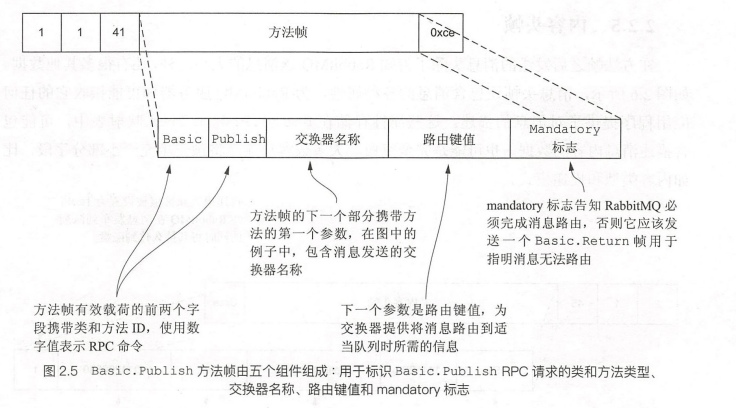 1 1 41 方法帧 0xce
Basic Publish 交换器名称 路由键值 Mandatory
标志
方法帧的下一个部分携带方
法的第一个参数，在图中的
例子中，包含消息发送的交
换器名称
mandatory 标志告知 RabbitMQ 必
须完成消息路由，否则它应该发
送一个 Basic.Return 帧用于
指明消息无法路由
方法帧有效载荷的前两个字
段携带类和方法 ID，使用数
字值表示 RPC 命令
下一个参数是路由键值，为
交换器提供将消息路由到适
当队列时所需的信息
图 2.5 Basic.Publish 方法帧由五个组件组成：用于标识 Basic.Publish RPC 请求的类和方法类型、
交换器名称、路由键值和 mandatory 标志